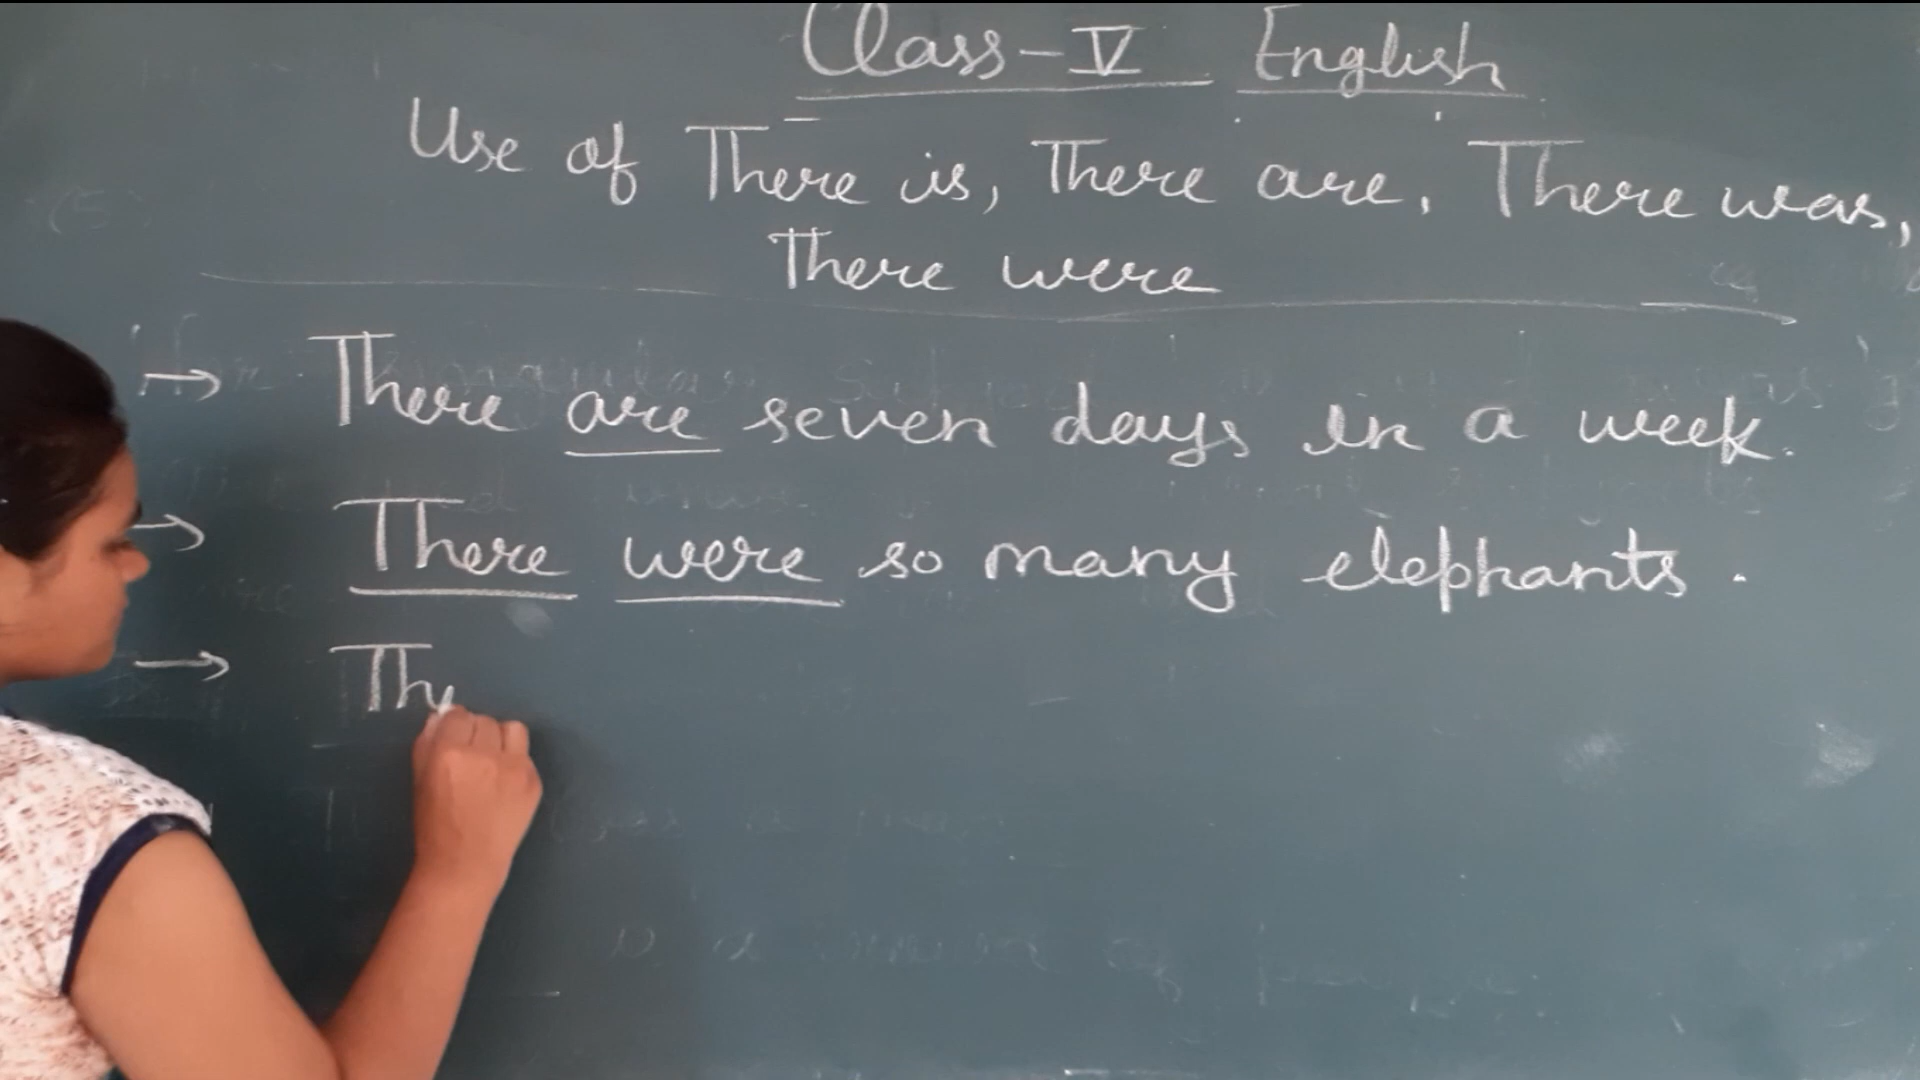 Class-V English
Use of There is, There are, There was,
There were
→ There are seven days in a week.
→ There were so many elephants.
→ Th